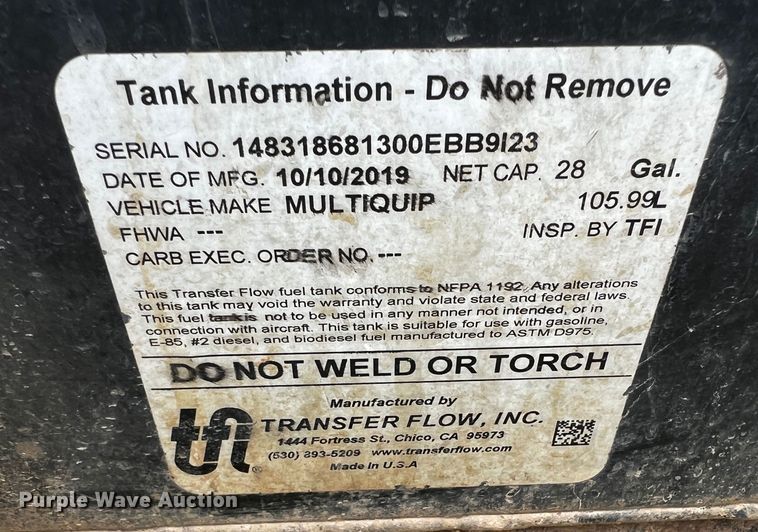 Tank Information - Do Not Remove
SERIAL NO. 148318681300EBB9I23
DATE OF MFG. 10/10/2019 NET CAP. 28 Gal.
VEHICLE MAKE MULTIQUIP 105.99L
FHWA --- INSP. BY TFI
CARB EXEC. ORDER NO. ---
This Transfer Flow fuel tank conforms to NFPA 1192. Any alterations
to this tank may void the warranty and violate state and federal laws.
This fuel tank is not to be used in any manner not intended, or in
connection with aircraft. This tank is suitable for use with gasoline,
E-85, #2 diesel, and biodiesel fuel manufactured to ASTM D975.
DO NOT WELD OR TORCH
Manufactured by
tfi
®
TRANSFER FLOW, INC.
1444 Fortress St., Chico, CA 95973
(530) 893-5209 www.transferflow.com
Made In U.S.A
Purple Wave Auction